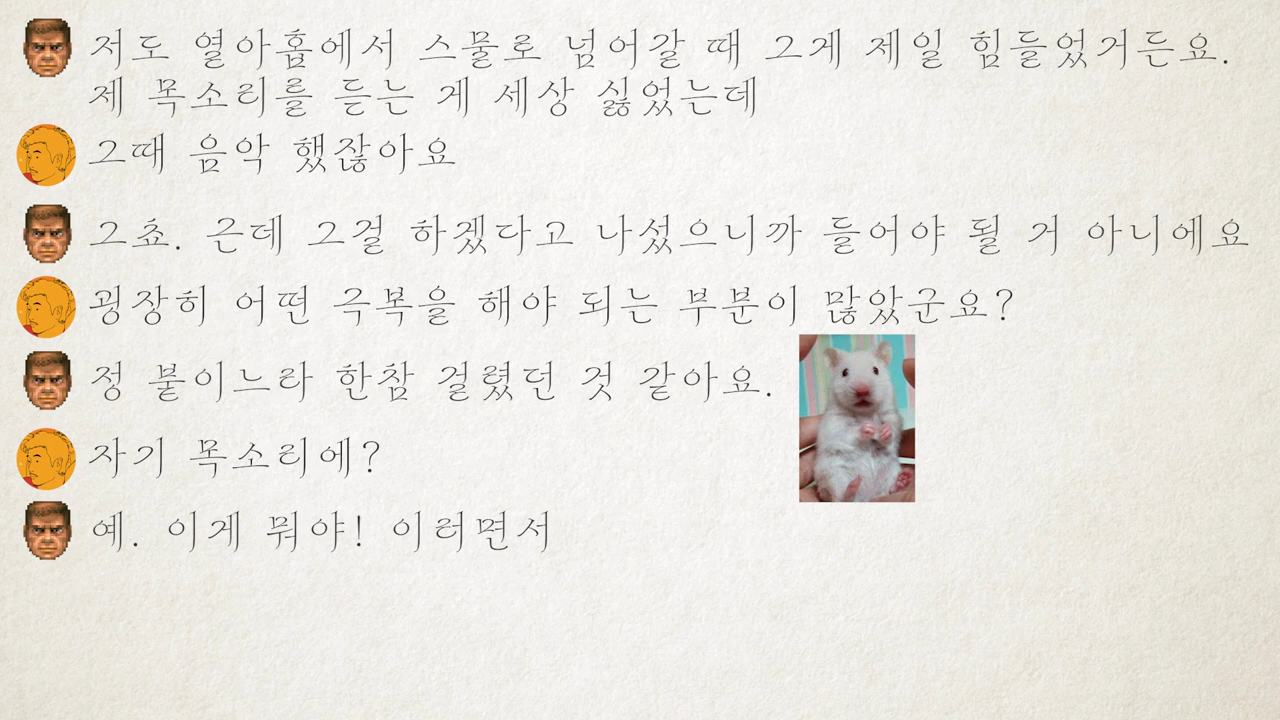 저도 열아홉에서 스물로 넘어갈 때 그게 제일 힘들었거든요.
제 목소리를 듣는 게 세상 싫었는데
그때 음악 했잖아요
그쵸. 근데 그걸 하겠다고 나섰으니까 들어야 될 거 아니에요
굉장히 어떤 극복을 해야 되는 부분이 많았군요?
정 붙이느라 한참 걸렸던 것 같아요.
자기 목소리에?
예. 이게 뭐야! 이러면서